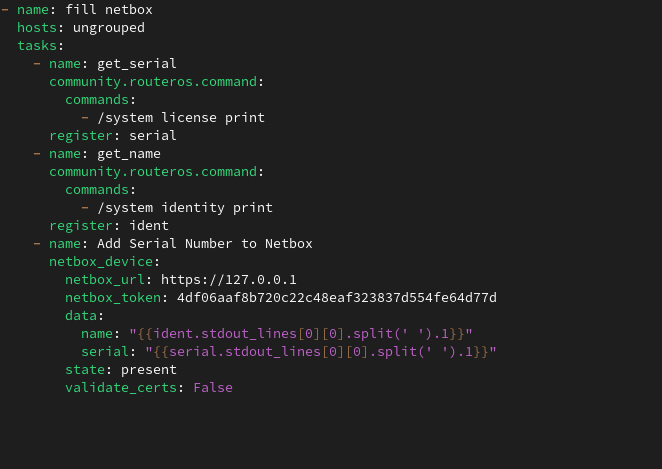 - name: fill netbox
  hosts: ungrouped
  tasks:
    - name: get_serial
      community.routeros.command:
        commands:
          - /system license print
      register: serial
    - name: get_name
      community.routeros.command:
        commands:
          - /system identity print
      register: ident
    - name: Add Serial Number to Netbox
      netbox_device:
        netbox_url: https://127.0.0.1
        netbox_token: 4df06aaf8b720c22c48eaf323837d554fe64d77d
        data:
          name: "{{ident.stdout_lines[0][0].split(' ').1}}"
          serial: "{{serial.stdout_lines[0][0].split(' ').1}}"
        state: present
        validate_certs: False